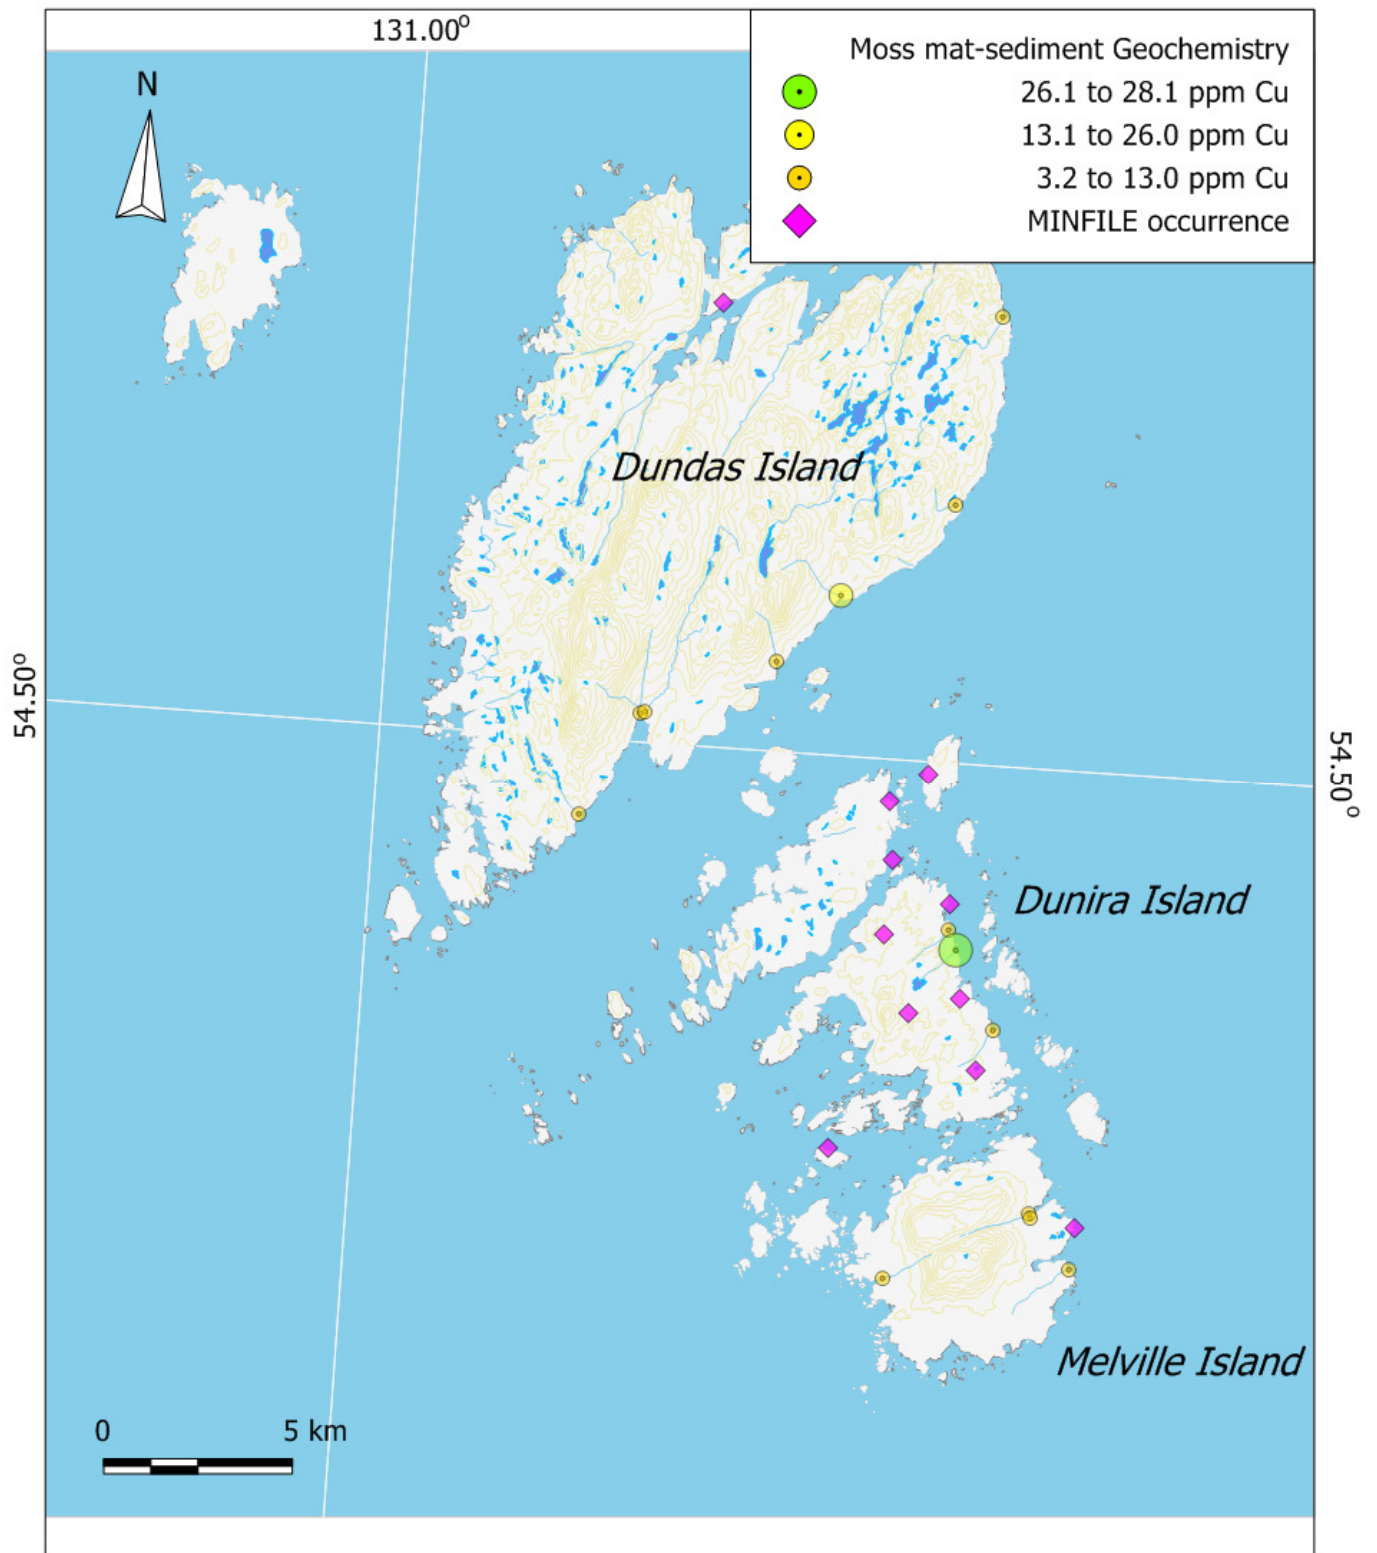 131.00°
Moss mat-sediment Geochemistry
26.1 to 28.1 ppm Cu
13.1 to 26.0 ppm Cu
3.2 to 13.0 ppm Cu
MINFILE occurrence
N
Dundas Island
54.50°
54.50°
Dunira Island
Melville Island
0 5 km